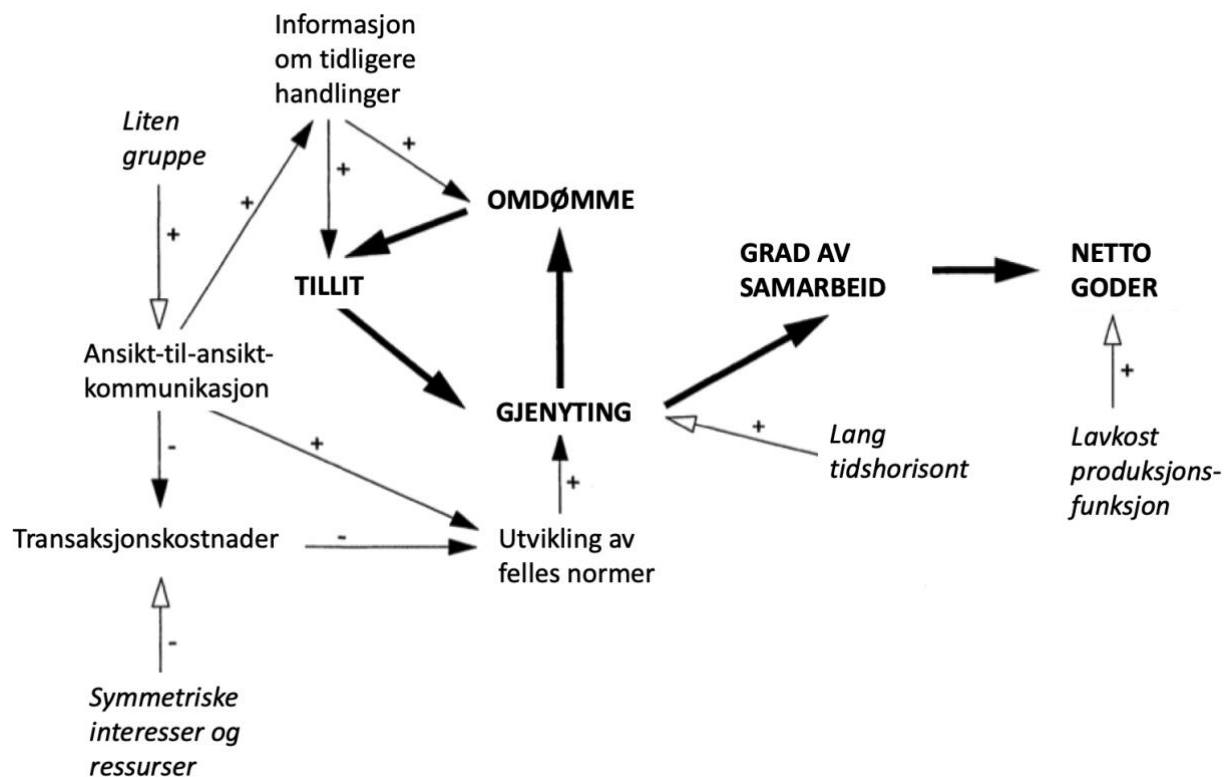 Informasjon
om tidligere
handlinger
Liten
gruppe
+
+
+
+
OMDØMME
TILLIT
GRAD AV
SAMARBEID
NETTO
GODER
Ansikt-til-ansikt-
kommunikasjon
+
GJENYTING
+
Lang
tidshorisont
Lavkost
produksjons-
funksjon
-
+
+
Transaksjonskostnader
-
Utvikling av
felles normer
-
Symmetriske
interesser og
ressurser